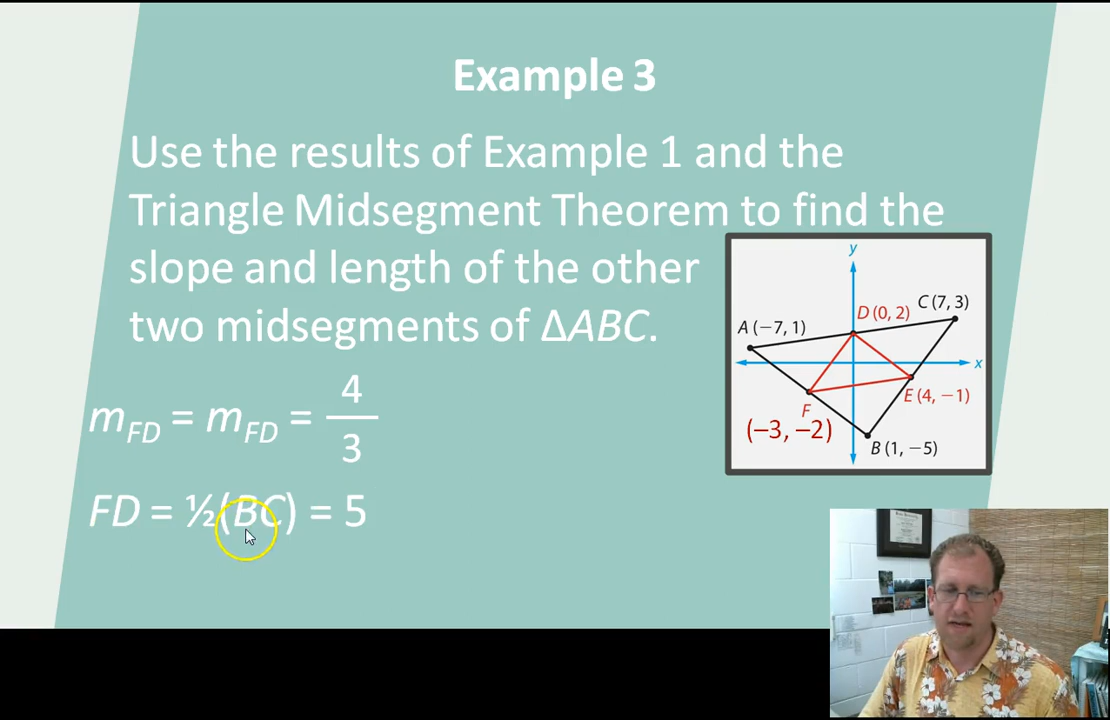 Example 3
Use the results of Example 1 and the
Triangle Midsegment Theorem to find the
slope and length of the other
two midsegments of ΔABC.
y
C (7, 3)
D (0, 2)
A (−7, 1)
x
E (4, −1)
F
(−3, −2)
B (1, −5)
m_FD = m_FD = 4/3
FD = ½(BC) = 5